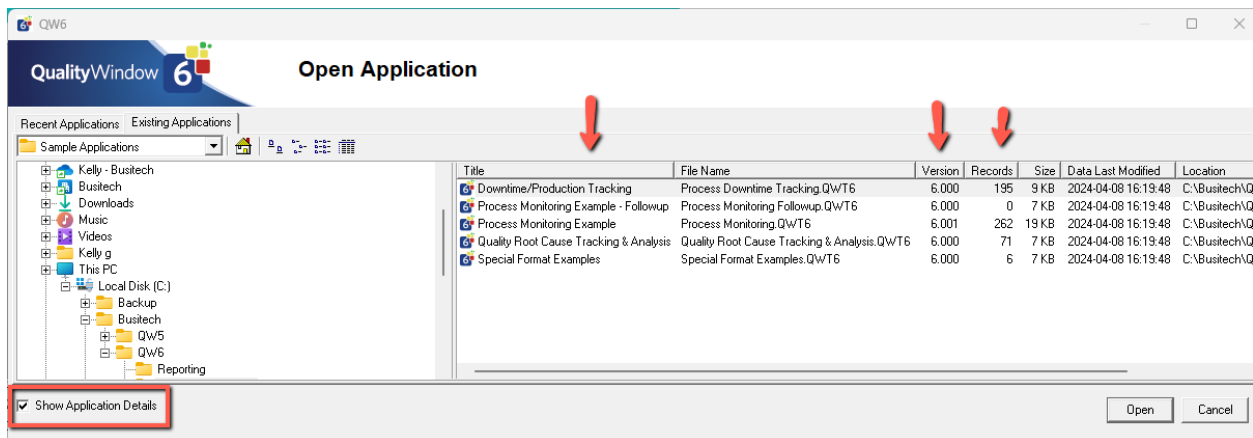 QW6
QualityWindow 6
Open Application
Recent Applications Existing Applications
Sample Applications
Kelly - Busitech
Busitech
Downloads
Music
Videos
Kelly g
This PC
Local Disk (C:)
Backup
Busitech
QW5
QW6
Reporting
Title File Name Version Records Size Data Last Modified Location
Downtime/Production Tracking Process Downtime Tracking.QWT6 6.000 195 9 KB 2024-04-08 16:19:48 C:\Busitech\Q
Process Monitoring Example - Followup Process Monitoring Followup.QWT6 6.000 0 7 KB 2024-04-08 16:19:48 C:\Busitech\Q
Process Monitoring Example Process Monitoring.QWT6 6.001 262 19 KB 2024-04-08 16:19:48 C:\Busitech\Q
Quality Root Cause Tracking & Analysis Quality Root Cause Tracking & Analysis.QWT6 6.000 71 7 KB 2024-04-08 16:19:48 C:\Busitech\Q
Special Format Examples Special Format Examples.QWT6 6.000 6 7 KB 2024-04-08 16:19:48 C:\Busitech\Q
Show Application Details
Open Cancel